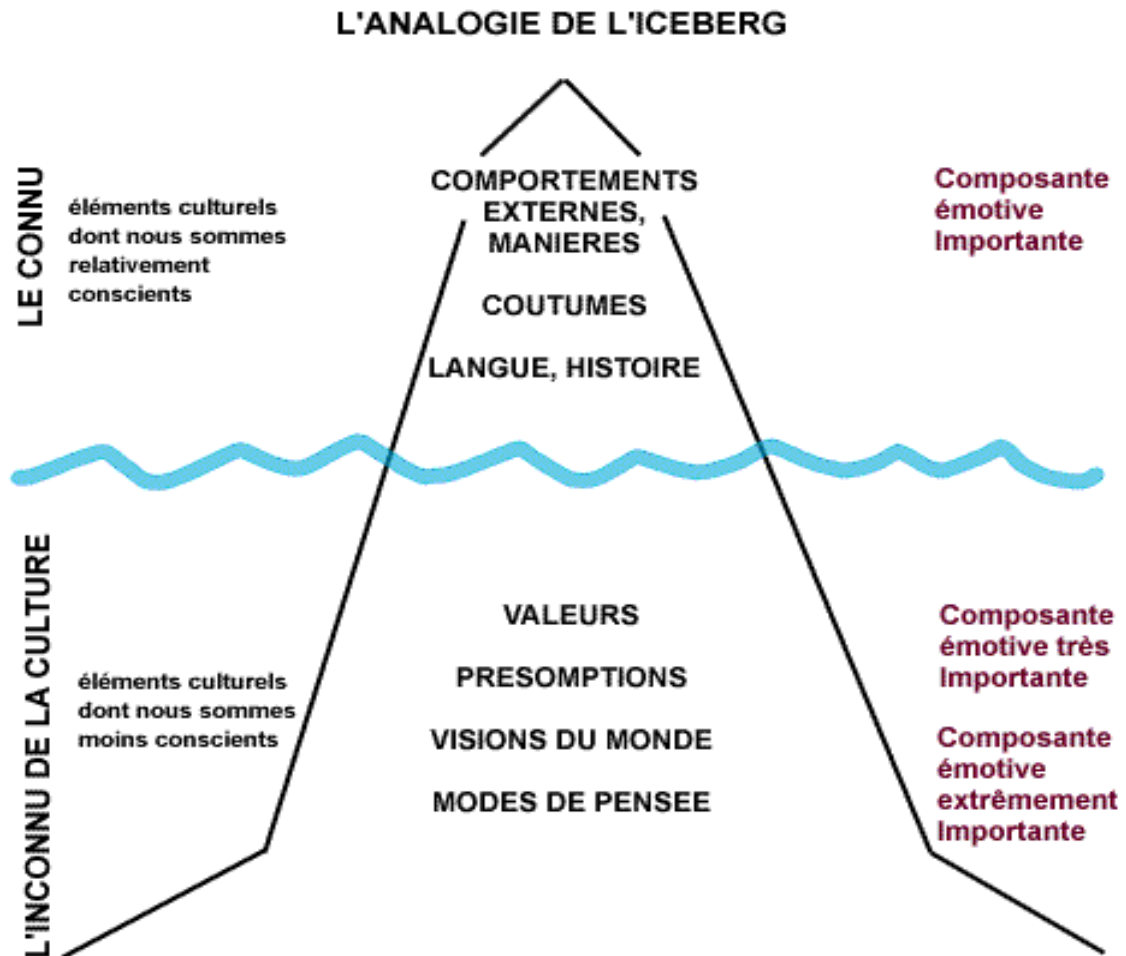 L'ANALOGIE DE L'ICEBERG
LE CONNU
éléments culturels
dont nous sommes
relativement
conscients
COMPORTEMENTS
EXTERNES,
MANIERES
COUTUMES
LANGUE, HISTOIRE
Composante
émotive
Importante
L'INCONNU DE LA CULTURE
éléments culturels
dont nous sommes
moins conscients
VALEURS
PRESOMPTIONS
VISIONS DU MONDE
MODES DE PENSEE
Composante
émotive très
Importante
Composante
émotive
extrêmement
Importante